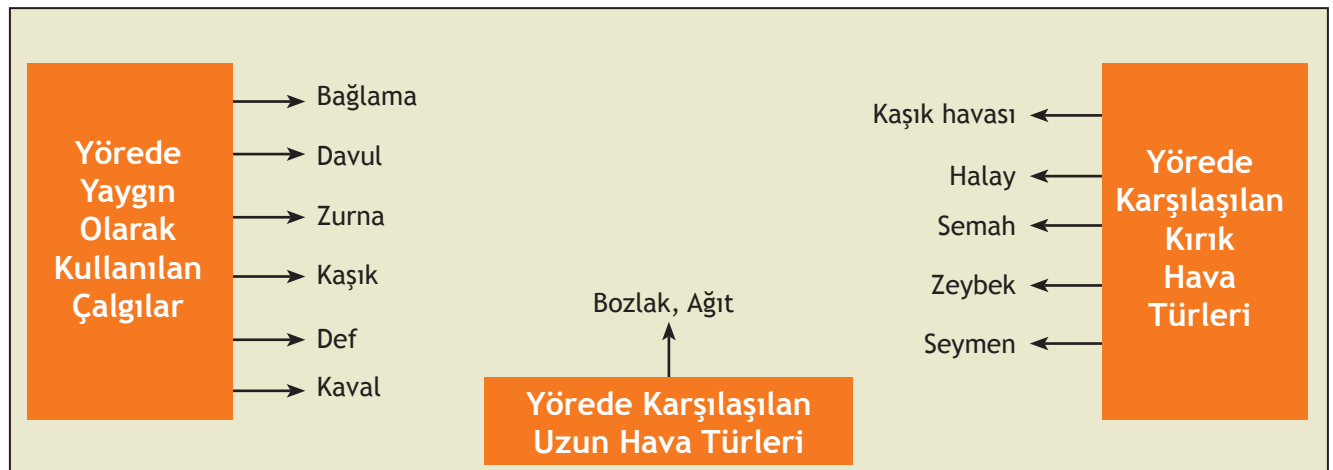 Yörede
Yaygın
Olarak
Kullanılan
Çalgılar
Bağlama
Davul
Zurna
Kaşık
Def
Kaval
Bozlak, Ağıt
Yörede Karşılaşılan
Uzun Hava Türleri
Kaşık havası
Halay
Semah
Zeybek
Seymen
Yörede
Karşılaşılan
Kırık
Hava
Türleri